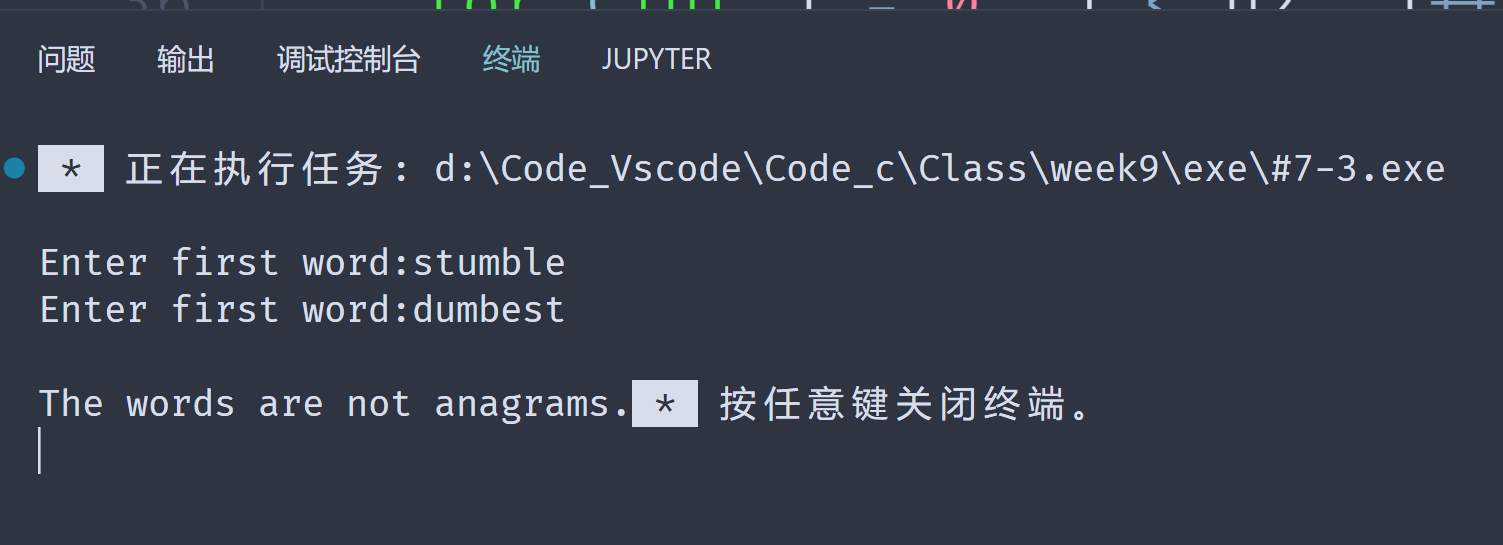 问题 输出 调试控制台 终端 JUPYTER
* 正在执行任务: d:\Code_Vscode\Code_c\Class\week9\exe\#7-3.exe
Enter first word:stumble
Enter first word:dumbest
The words are not anagrams. * 按任意键关闭终端。